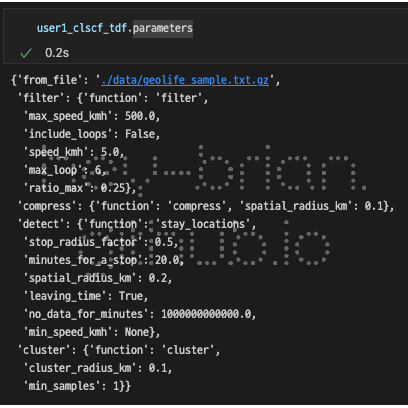 user1_clscf_tdf.parameters
0.2s
{'from_file': './data/geolife_sample.txt.gz',
'filter': {'function': 'filter',
'max_speed_kmh': 500.0,
'include_loops': False,
'speed_kmh': 5.0,
'max_loop': 6,
'ratio_max': 0.25},
'compress': {'function': 'compress', 'spatial_radius_km': 0.1},
'detect': {'function': 'stay_locations',
'stop_radius_factor': 0.5,
'minutes_for_a_stop': 20.0,
'spatial_radius_km': 0.2,
'leaving_time': True,
'no_data_for_minutes': 1000000000000.0,
'min_speed_kmh': None},
'cluster': {'function': 'cluster',
'cluster_radius_km': 0.1,
'min_samples': 1}}